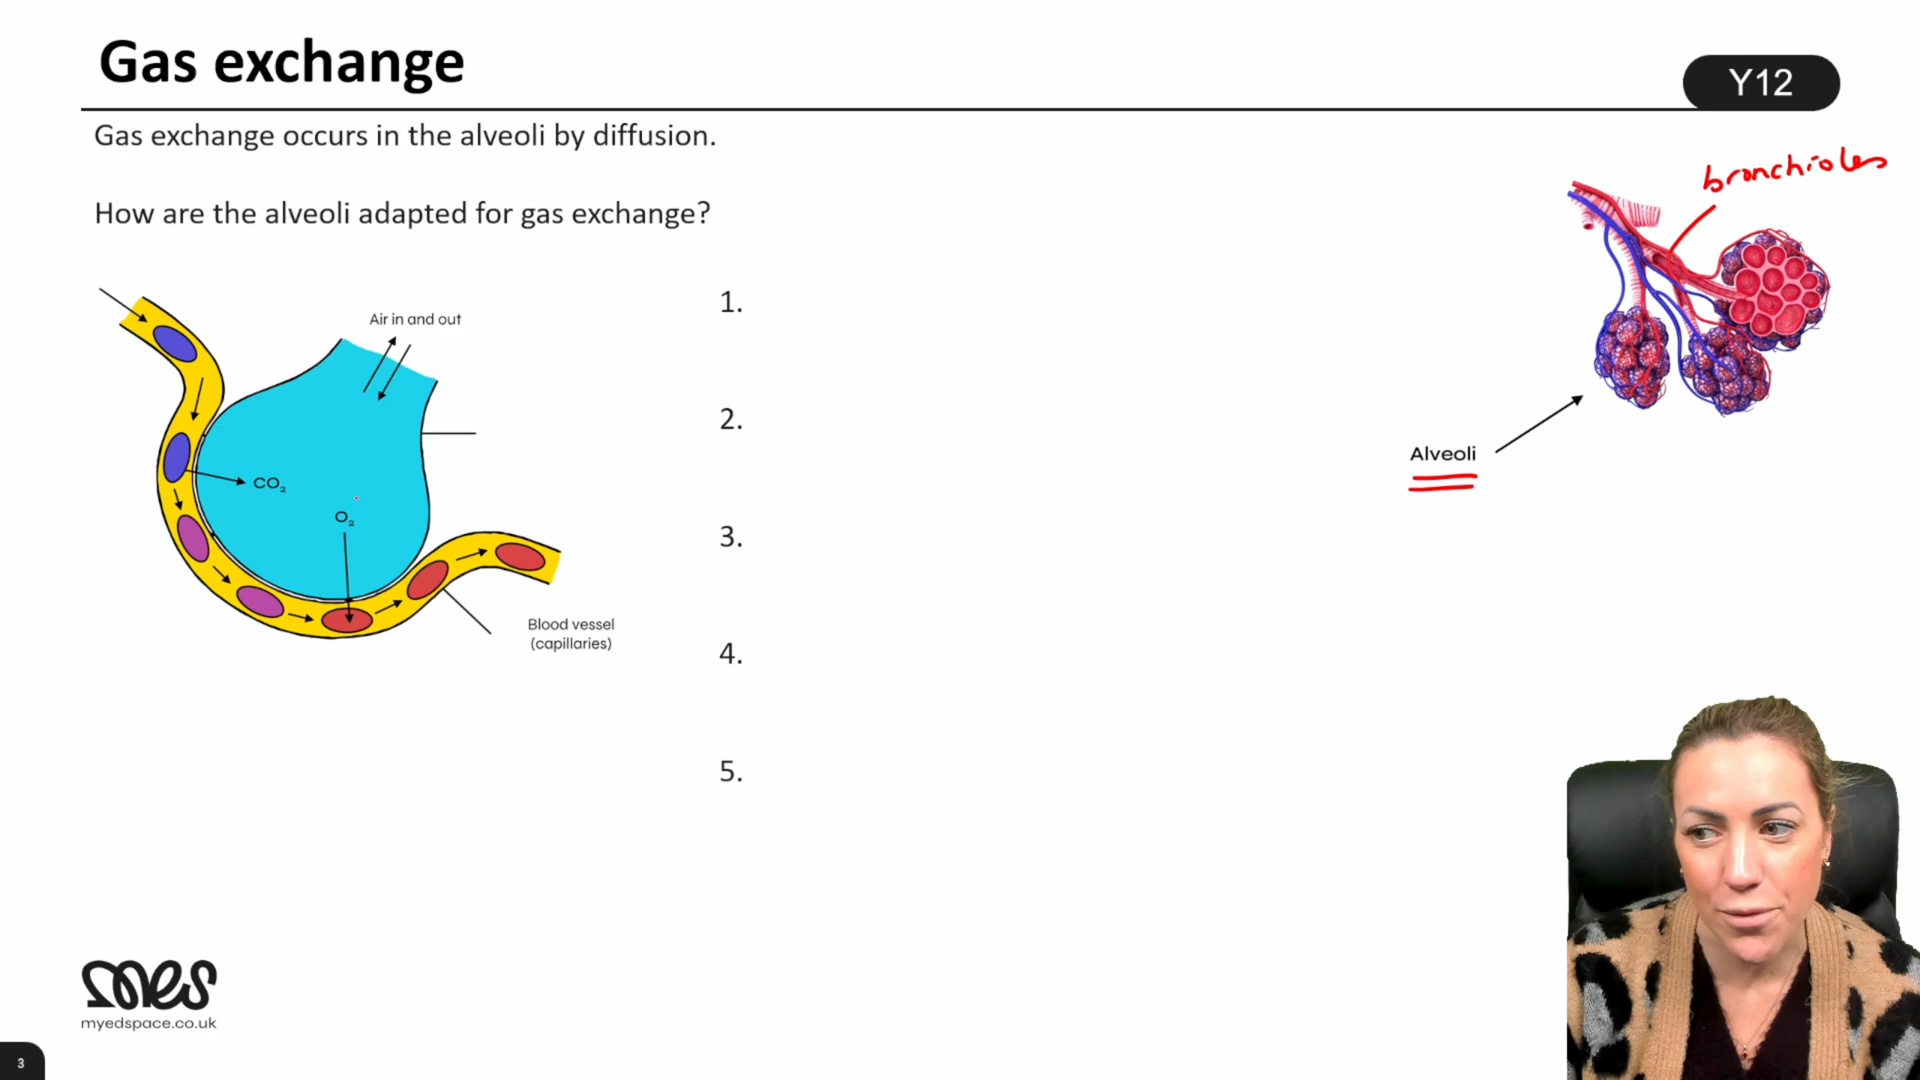 Gas exchange
Y12
Gas exchange occurs in the alveoli by diffusion.
How are the alveoli adapted for gas exchange?
bronchioles
Air in and out
CO₂
O₂
Blood vessel
(capillaries)
1.
2.
3.
4.
5.
Alveoli
mes
myedspace.co.uk
3